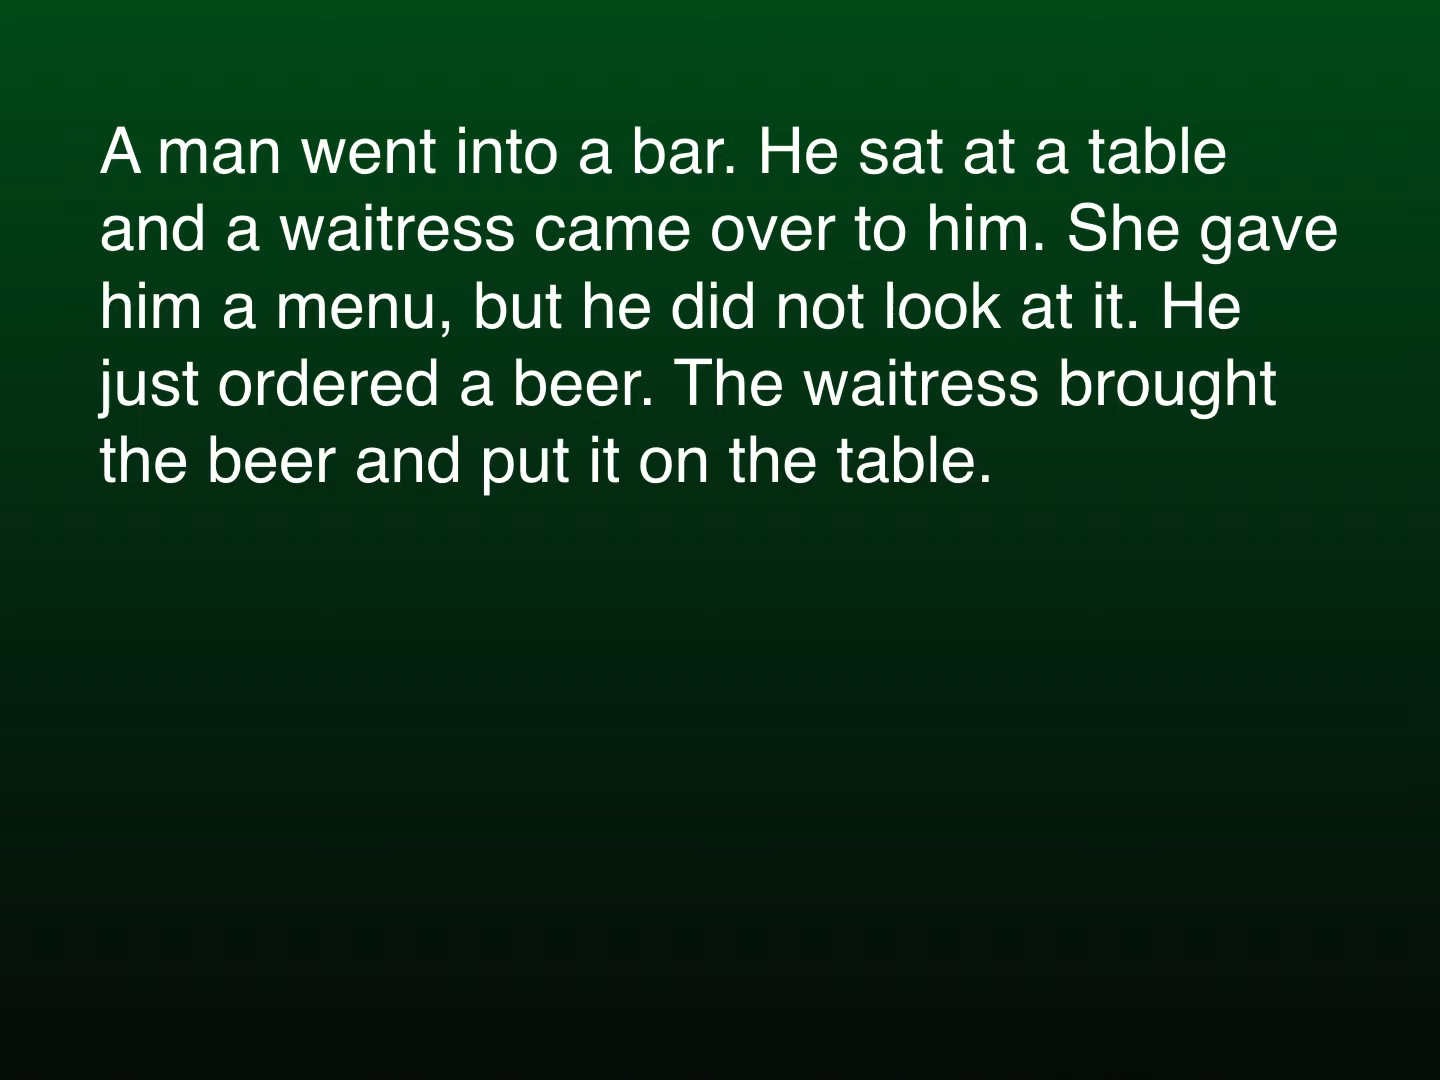 A man went into a bar. He sat at a table
and a waitress came over to him. She gave
him a menu, but he did not look at it. He
just ordered a beer. The waitress brought
the beer and put it on the table.